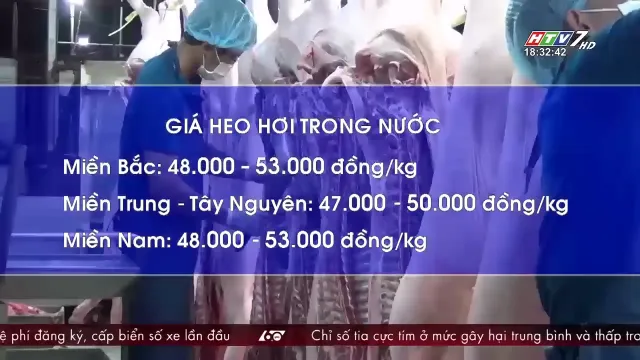 HTV7 HD
18:32:42
GIÁ HEO HƠI TRONG NƯỚC
Miền Bắc: 48.000 - 53.000 đồng/kg
Miền Trung - Tây Nguyên: 47.000 - 50.000 đồng/kg
Miền Nam: 48.000 - 53.000 đồng/kg
ệ phí đăng ký, cấp biển số xe lần đầu 60 Chỉ số tia cực tím ở mức gây hại trung bình và thấp tro